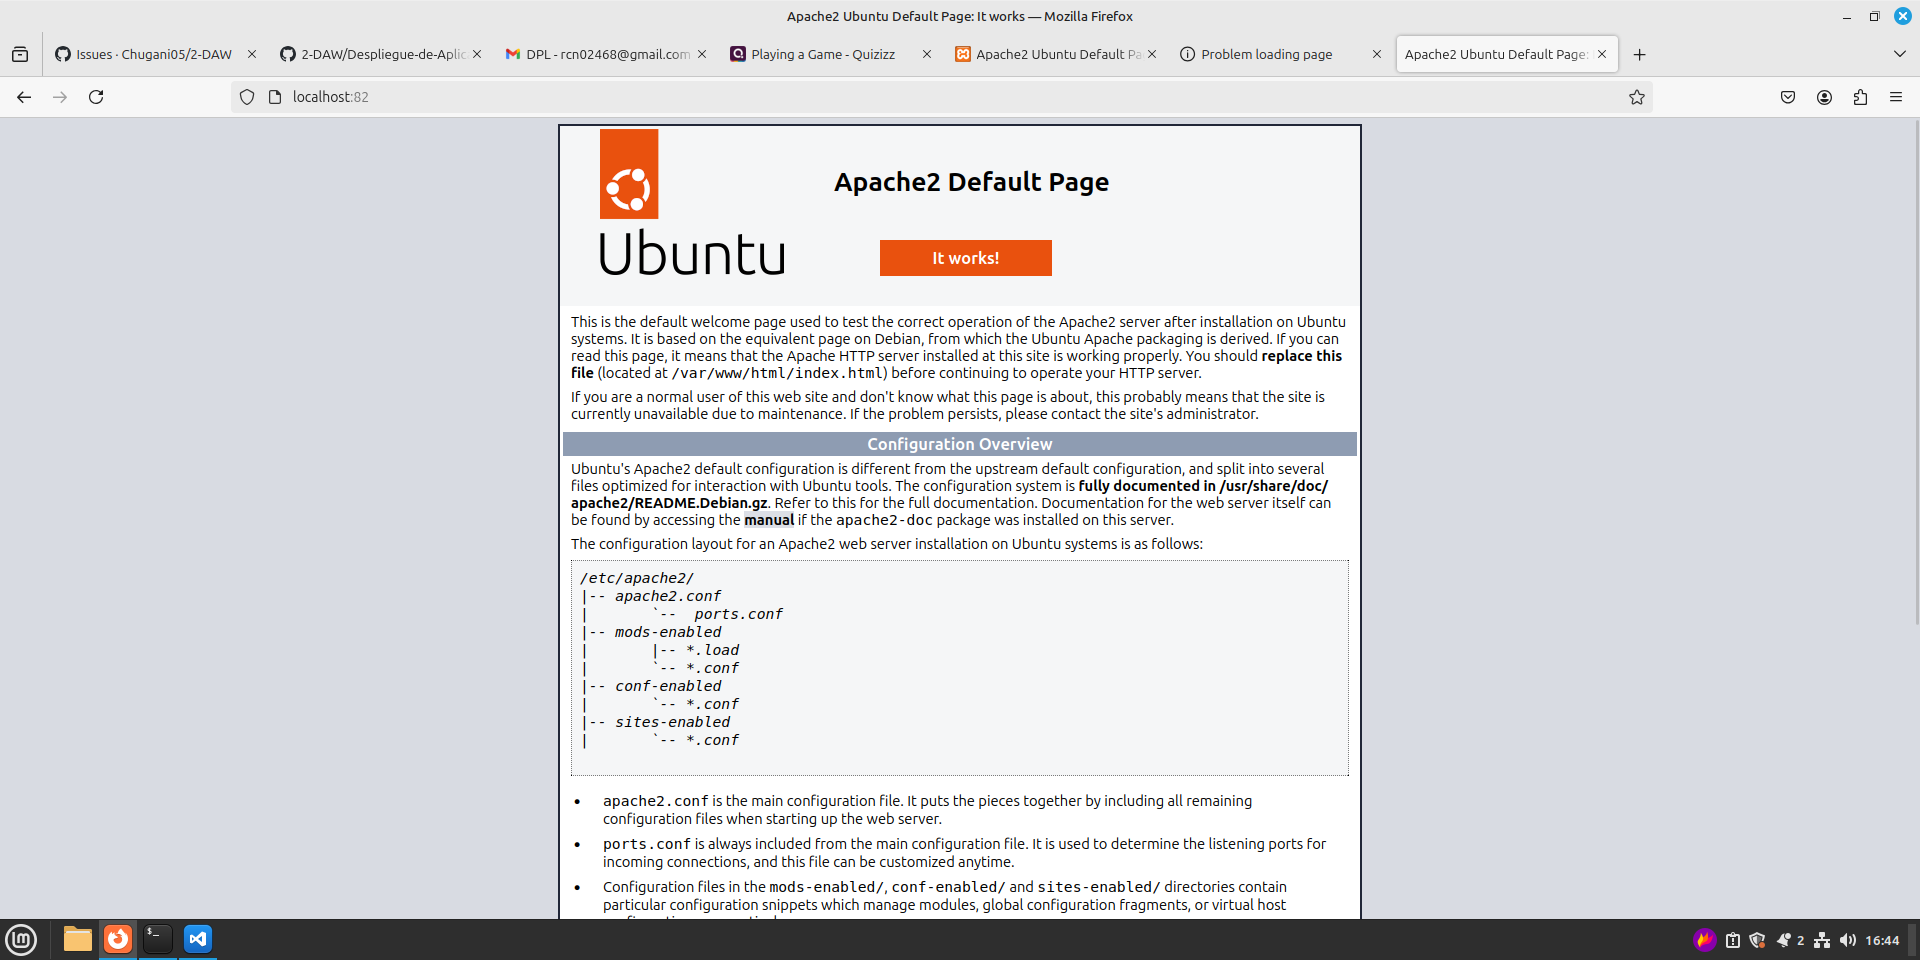 Apache2 Ubuntu Default Page: It works — Mozilla Firefox
Issues · Chugani05/2-DAW
2-DAW/Despliegue-de-Aplic
DPL - rcn02468@gmail.com
Playing a Game - Quizizz
Apache2 Ubuntu Default Pa
Problem loading page
Apache2 Ubuntu Default Page:
localhost:82
Apache2 Default Page
Ubuntu
It works!
This is the default welcome page used to test the correct operation of the Apache2 server after installation on Ubuntu
systems. It is based on the equivalent page on Debian, from which the Ubuntu Apache packaging is derived. If you can
read this page, it means that the Apache HTTP server installed at this site is working properly. You should replace this
file (located at /var/www/html/index.html) before continuing to operate your HTTP server.
If you are a normal user of this web site and don't know what this page is about, this probably means that the site is
currently unavailable due to maintenance. If the problem persists, please contact the site's administrator.
Configuration Overview
Ubuntu's Apache2 default configuration is different from the upstream default configuration, and split into several
files optimized for interaction with Ubuntu tools. The configuration system is fully documented in /usr/share/doc/
apache2/README.Debian.gz. Refer to this for the full documentation. Documentation for the web server itself can
be found by accessing the manual if the apache2-doc package was installed on this server.
The configuration layout for an Apache2 web server installation on Ubuntu systems is as follows:
/etc/apache2/
|-- apache2.conf
|       `--  ports.conf
|-- mods-enabled
|       |-- *.load
|       `-- *.conf
|-- conf-enabled
|       `-- *.conf
|-- sites-enabled
|       `-- *.conf
• apache2.conf is the main configuration file. It puts the pieces together by including all remaining
configuration files when starting up the web server.
• ports.conf is always included from the main configuration file. It is used to determine the listening ports for
incoming connections, and this file can be customized anytime.
• Configuration files in the mods-enabled/, conf-enabled/ and sites-enabled/ directories contain
particular configuration snippets which manage modules, global configuration fragments, or virtual host
2
16:44